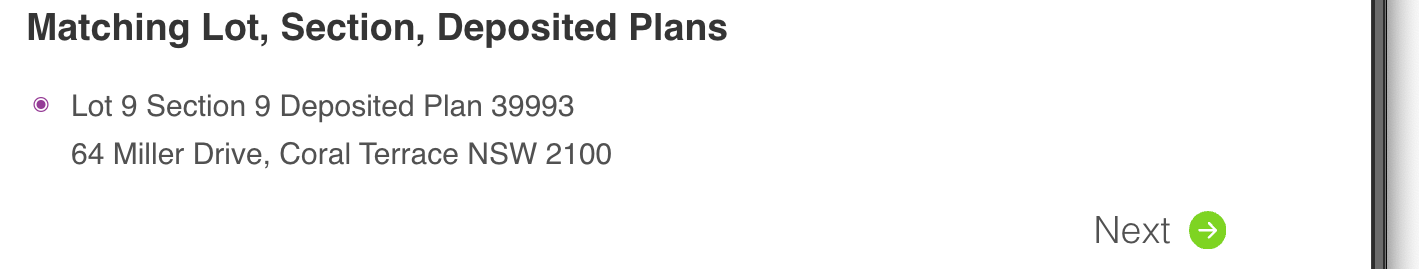 Matching Lot, Section, Deposited Plans
Lot 9 Section 9 Deposited Plan 39993
64 Miller Drive, Coral Terrace NSW 2100
Next